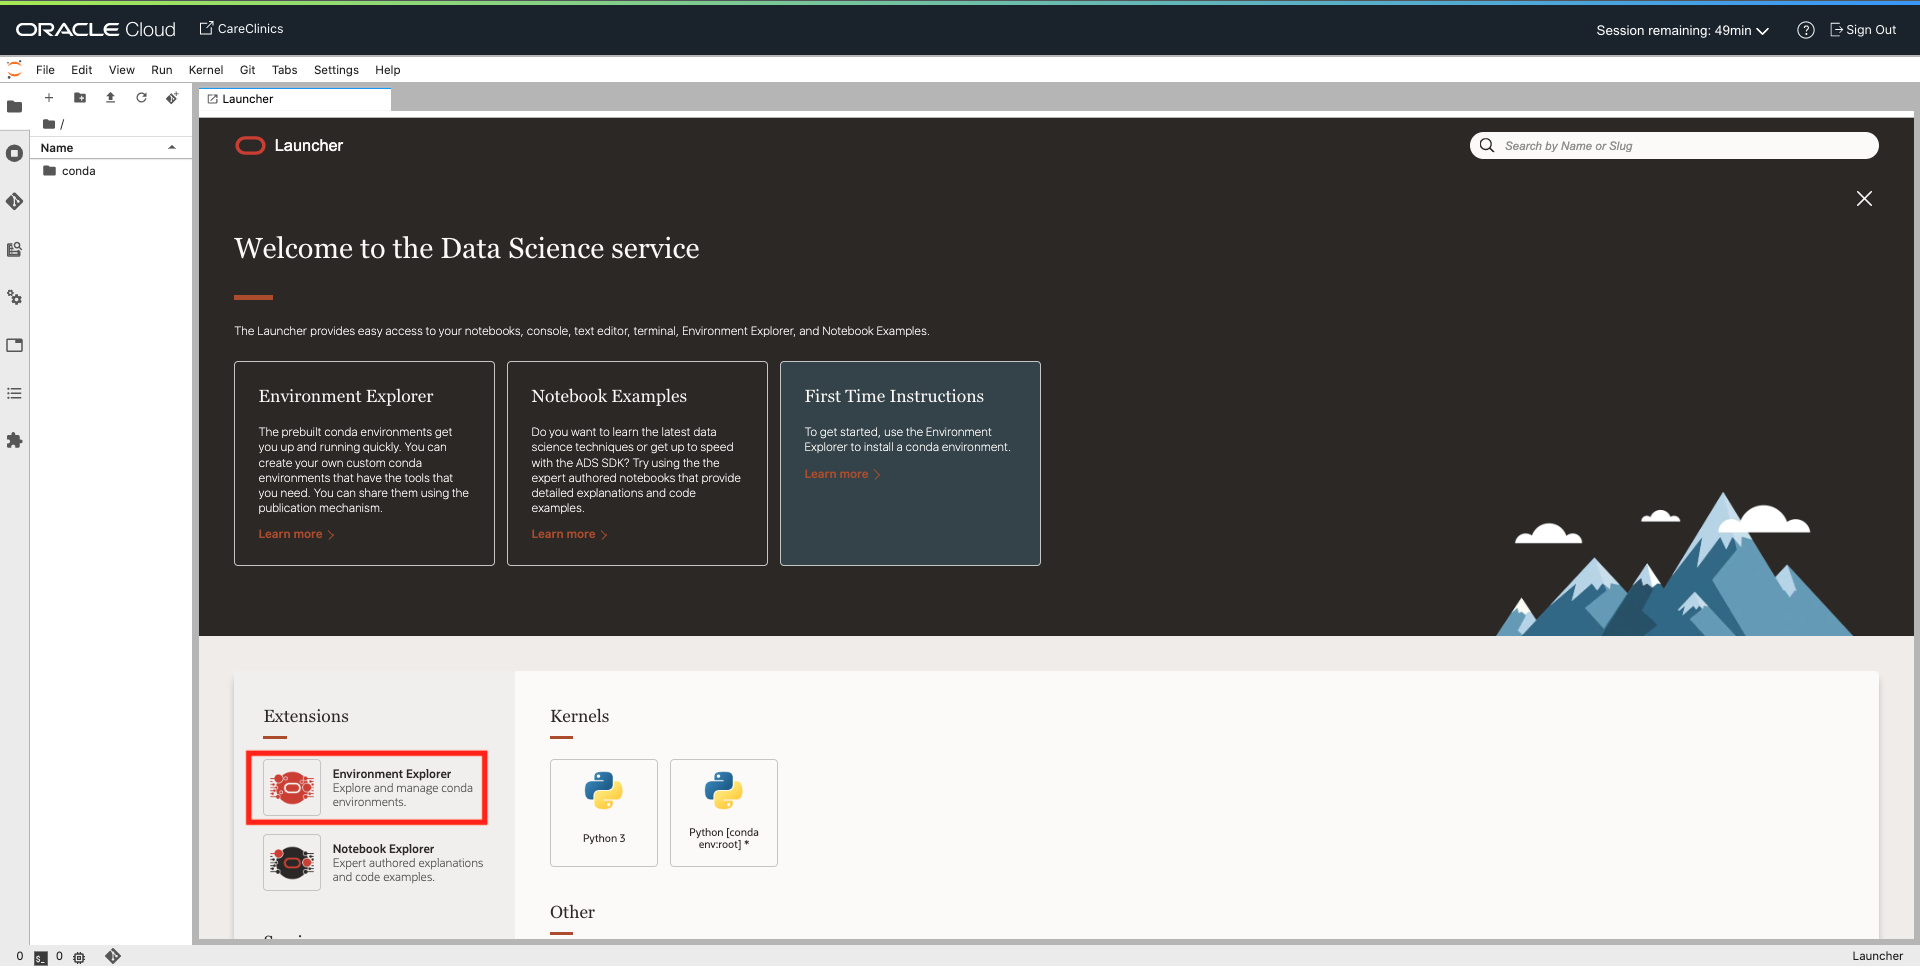 ORACLE Cloud
CareClinics
Session remaining: 49min
Sign Out
File Edit View Run Kernel Git Tabs Settings Help
Launcher
/
Name
conda
Launcher
Search by Name or Slug
Welcome to the Data Science service
The Launcher provides easy access to your notebooks, console, text editor, terminal, Environment Explorer, and Notebook Examples.
Environment Explorer
The prebuilt conda environments get
you up and running quickly. You can
create your own custom conda
environments that have the tools that
you need. You can share them using the
publication mechanism.
Learn more
Notebook Examples
Do you want to learn the latest data
science techniques or get up to speed
with the ADS SDK? Try using the the
expert authored notebooks that provide
detailed explanations and code
examples.
Learn more
First Time Instructions
To get started, use the Environment
Explorer to install a conda environment.
Learn more
Extensions
Environment Explorer
Explore and manage conda
environments.
Notebook Explorer
Expert authored explanations
and code examples.
Kernels
Python 3
Python [conda
env:root] *
Other
0 $_ 0
Launcher